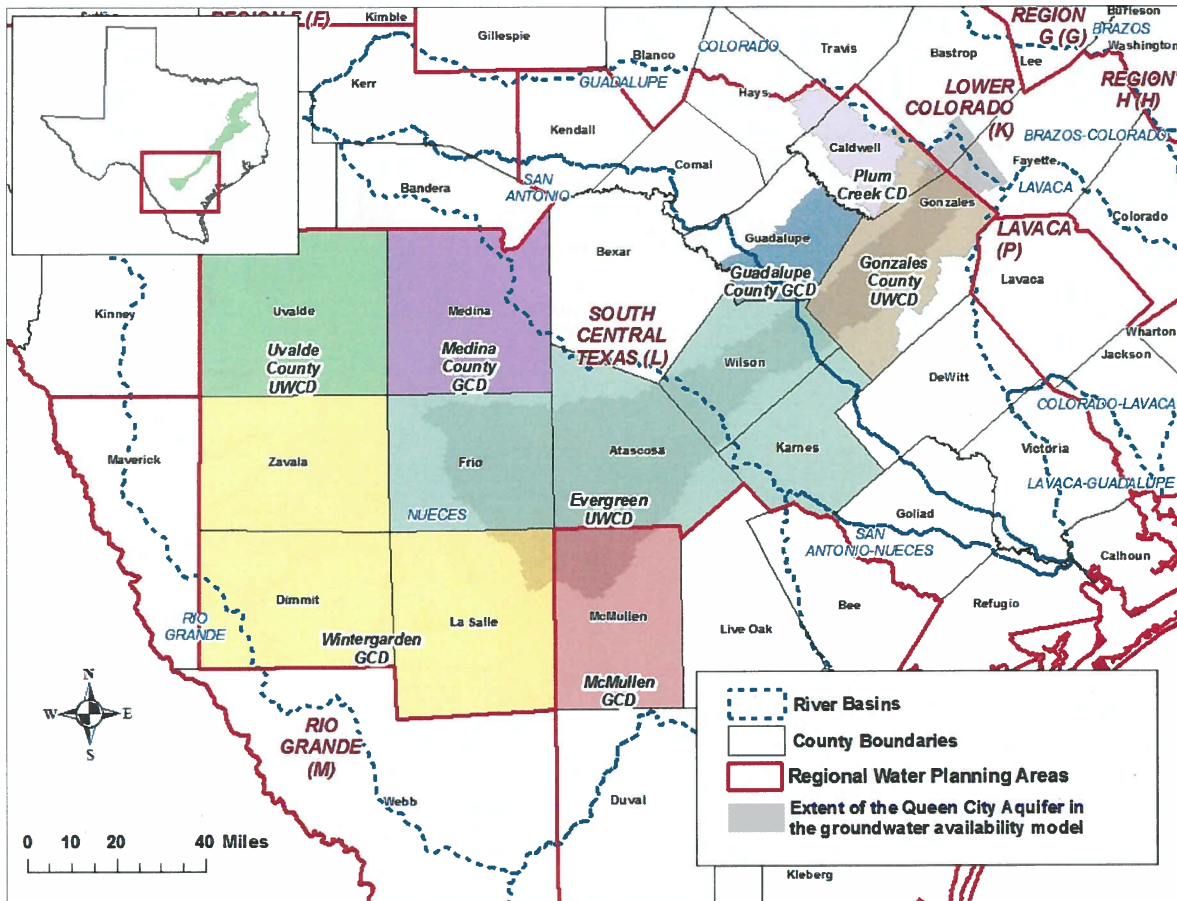 REGION F (F)
Kimble
Gillespie
Blanco
COLORADO
Travis
Bastrop
REGION
G (G)
Burleson
BRAZOS
Washington
Lee
Kerr
GUADALUPE
Hays
LOWER
COLORADO
(K)
REGION
H (H)
Kendall
Caldwell
BRAZOS-COLORADO
Comal
Fayette
Plum
Creek CD
SAN
ANTONIO
Bandera
LAVACA
Gonzales
Colorado
Guadalupe
Bexar
LAVACA
(P)
Guadalupe
County GCD
Gonzales
County
UWCD
Lavaca
Kinney
Uvalde
Medina
SOUTH
CENTRAL
TEXAS (L)
Wharton
Uvalde
County
UWCD
Medina
County
GCD
Wilson
Jackson
DeWitt
COLORADO-LAVACA
Maverick
Zavala
Frio
Atascosa
Karnes
Victoria
LAVACA-GUADALUPE
Evergreen
UWCD
NUECES
Goliad
SAN
ANTONIO-NUECES
Calhoun
Dimmit
La Salle
McMullen
Bee
Refugio
RIO
GRANDE
Live Oak
Wintergarden
GCD
McMullen
GCD
N
W
E
S
RIO
GRANDE
(M)
Webb
Duval
River Basins
County Boundaries
Regional Water Planning Areas
Extent of the Queen City Aquifer in
the groundwater availability model
0 10 20 40 Miles
Kleberg